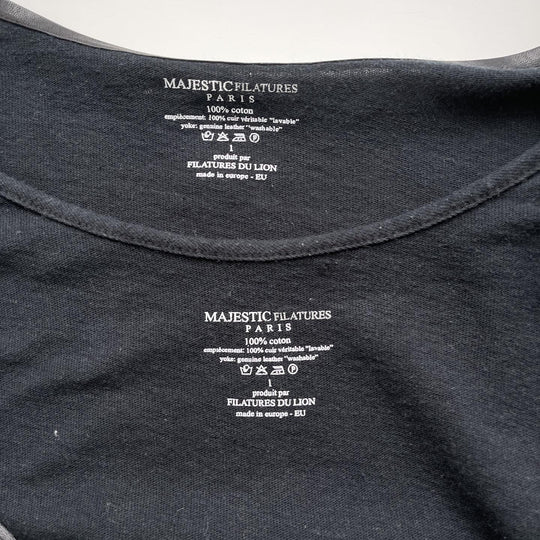 MAJESTIC FILATURES
PARIS
100% coton
empiècement: 100% cuir véritable "lavable"
yoke: genuine leather "washable"
P
1
produit par
FILATURES DU LION
made in europe - EU
MAJESTIC FILATURES
PARIS
100% coton
empiècement: 100% cuir véritable "lavable"
yoke: genuine leather "washable"
P
1
produit par
FILATURES DU LION
made in europe - EU